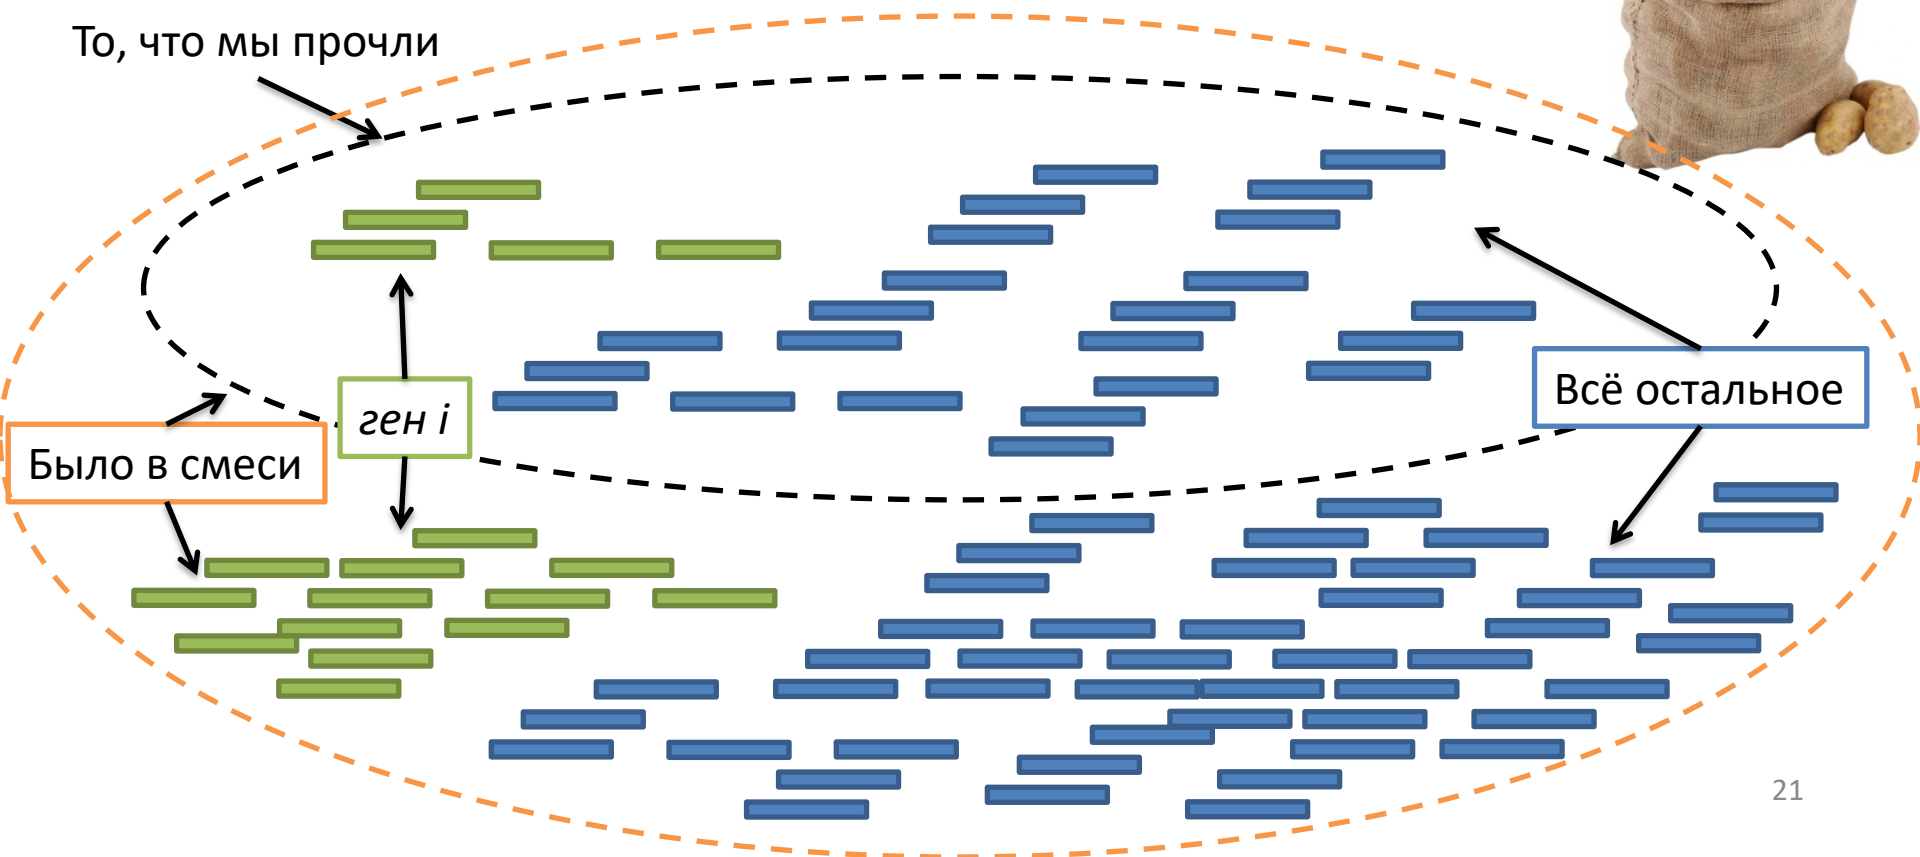 То, что мы прочли
ген i
Всё остальное
Было в смеси
21